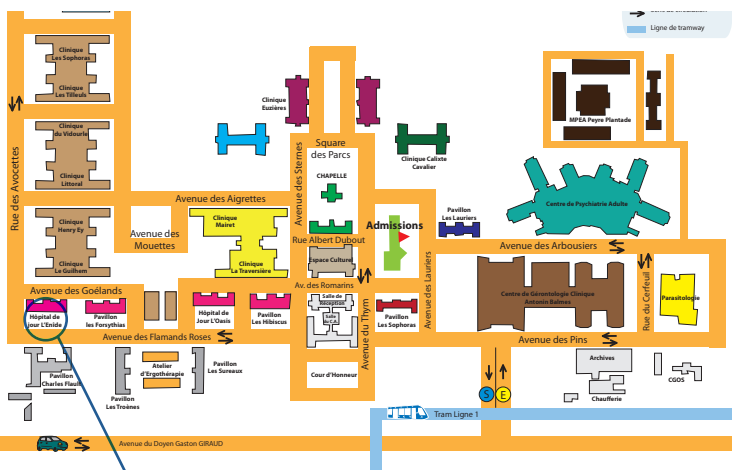 Ligne de tramway
Clinique
Les Sophoras
Clinique
Les Tilleuls
Clinique
du Vidourle
Clinique
Littoral
Rue des Avocettes
Clinique
Henry Ey
Clinique
Le Guilhem
Avenue des Goélands
Hôpital de
jour L'Enide
Pavillon
les Forsythias
Avenue des Flamands Roses
Pavillon
Charles Flauh
Pavillon
Les Troènes
Atelier
d'Ergothérapie
Pavillon
Les Sureaux
Avenue des Aigrettes
Avenue des
Mouettes
Clinique
Mairet
Clinique
La Traversière
Hôpital de
jour L'Oasis
Pavillon
Les Hibiscus
Clinique
Euzières
Avenue des Sternes
Square
des Parcs
CHAPELLE
Rue Albert Dubout
Espace Culturel
Av. des Romarins
Salle de
Réception
Salle
du C.A.
Cour d'Honneur
Avenue du Thym
Clinique Calixte
Cavalier
Admissions
Pavillon
Les Lauriers
Avenue des Lauriers
Pavillon
Les Sophoras
MPEA Peyre Plantade
Centre de Psychiatrie Adulte
Avenue des Arbousiers
Centre de Gérontologie Clinique
Antonin Balmes
Rue du Cerfeuil
Parasitologie
Avenue des Pins
Archives
Chaufferie
CGOS
S
E
Tram Ligne 1
Avenue du Doyen Gaston GIRAUD